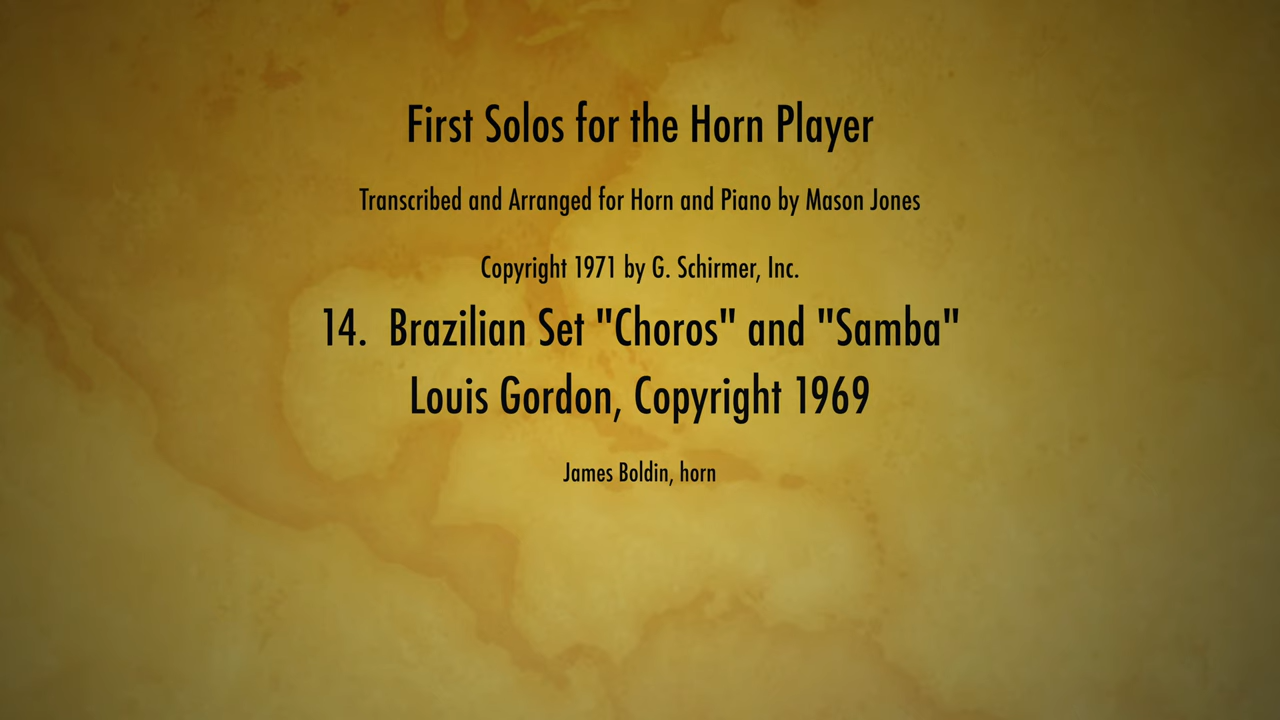 First Solos for the Horn Player
Transcribed and Arranged for Horn and Piano by Mason Jones
Copyright 1971 by G. Schirmer, Inc.
14.  Brazilian Set "Choros" and "Samba"
Louis Gordon, Copyright 1969
James Boldin, horn